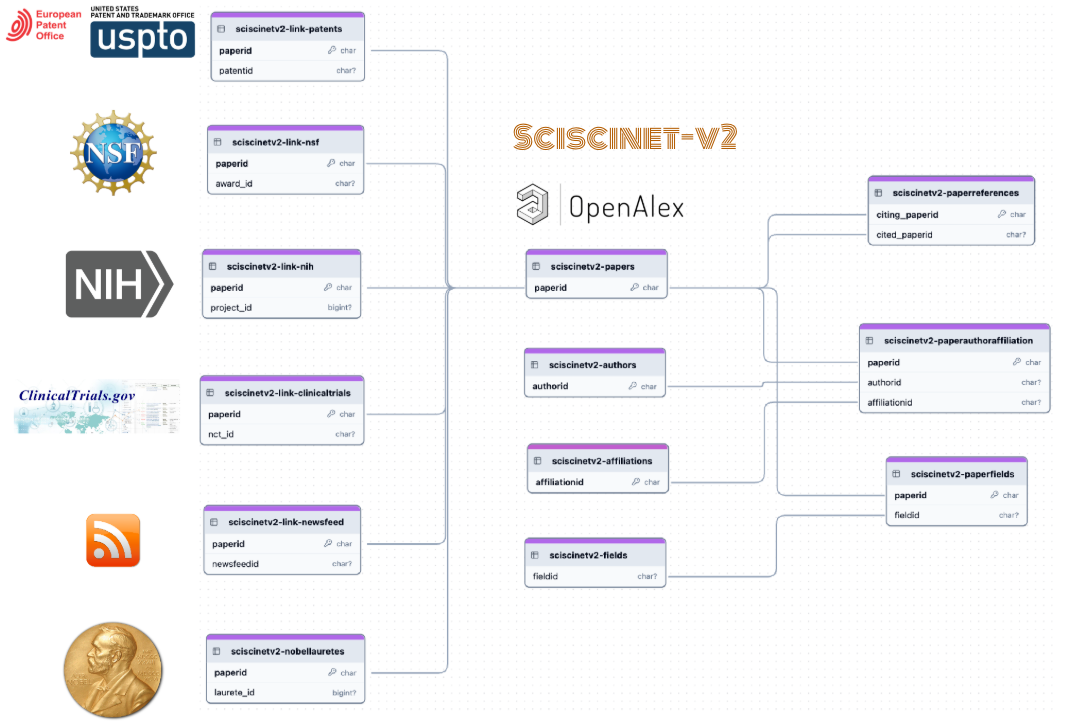 European
Patent
Office
UNITED STATES
PATENT AND TRADEMARK OFFICE
uspto
sciscinetv2-link-patents
paperid char
patentid char?
NSF
sciscinetv2-link-nsf
paperid char
award_id char?
NIH
sciscinetv2-link-nih
paperid char
project_id bigint?
ClinicalTrials.gov
sciscinetv2-link-clinicaltrials
paperid char
nct_id char?
sciscinetv2-link-newsfeed
paperid char
newsfeedid char?
sciscinetv2-nobellauretes
paperid char
laurete_id bigint?
SCISCINET-V2
OpenAlex
sciscinetv2-papers
paperid char
sciscinetv2-authors
authorid char
sciscinetv2-affiliations
affiliationid char
sciscinetv2-fields
fieldid char?
sciscinetv2-paperreferences
citing_paperid char
cited_paperid char?
sciscinetv2-paperauthoraffiliation
paperid char
authorid char?
affiliationid char?
sciscinetv2-paperfields
paperid char
fieldid char?